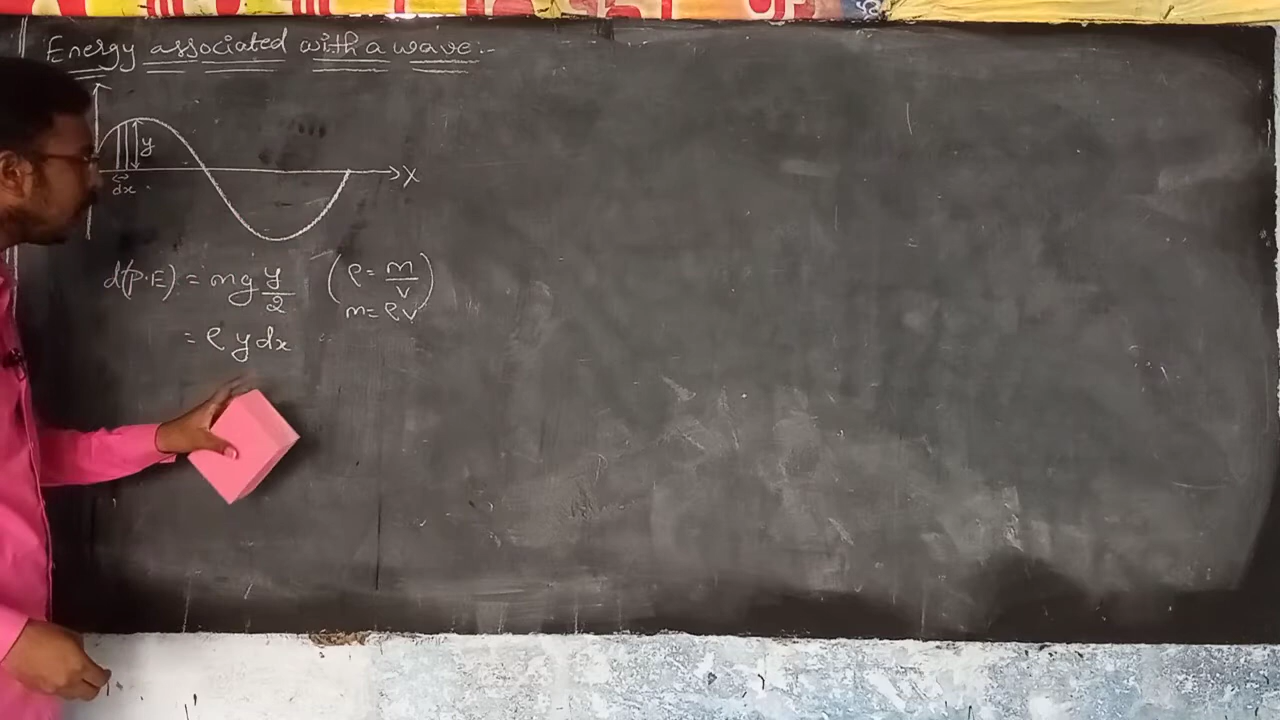 Energy associated with a wave:-
y
dx
X
d(P.E) = mg y/2 (ρ = m/v)
m = ρv
= ρ y dx